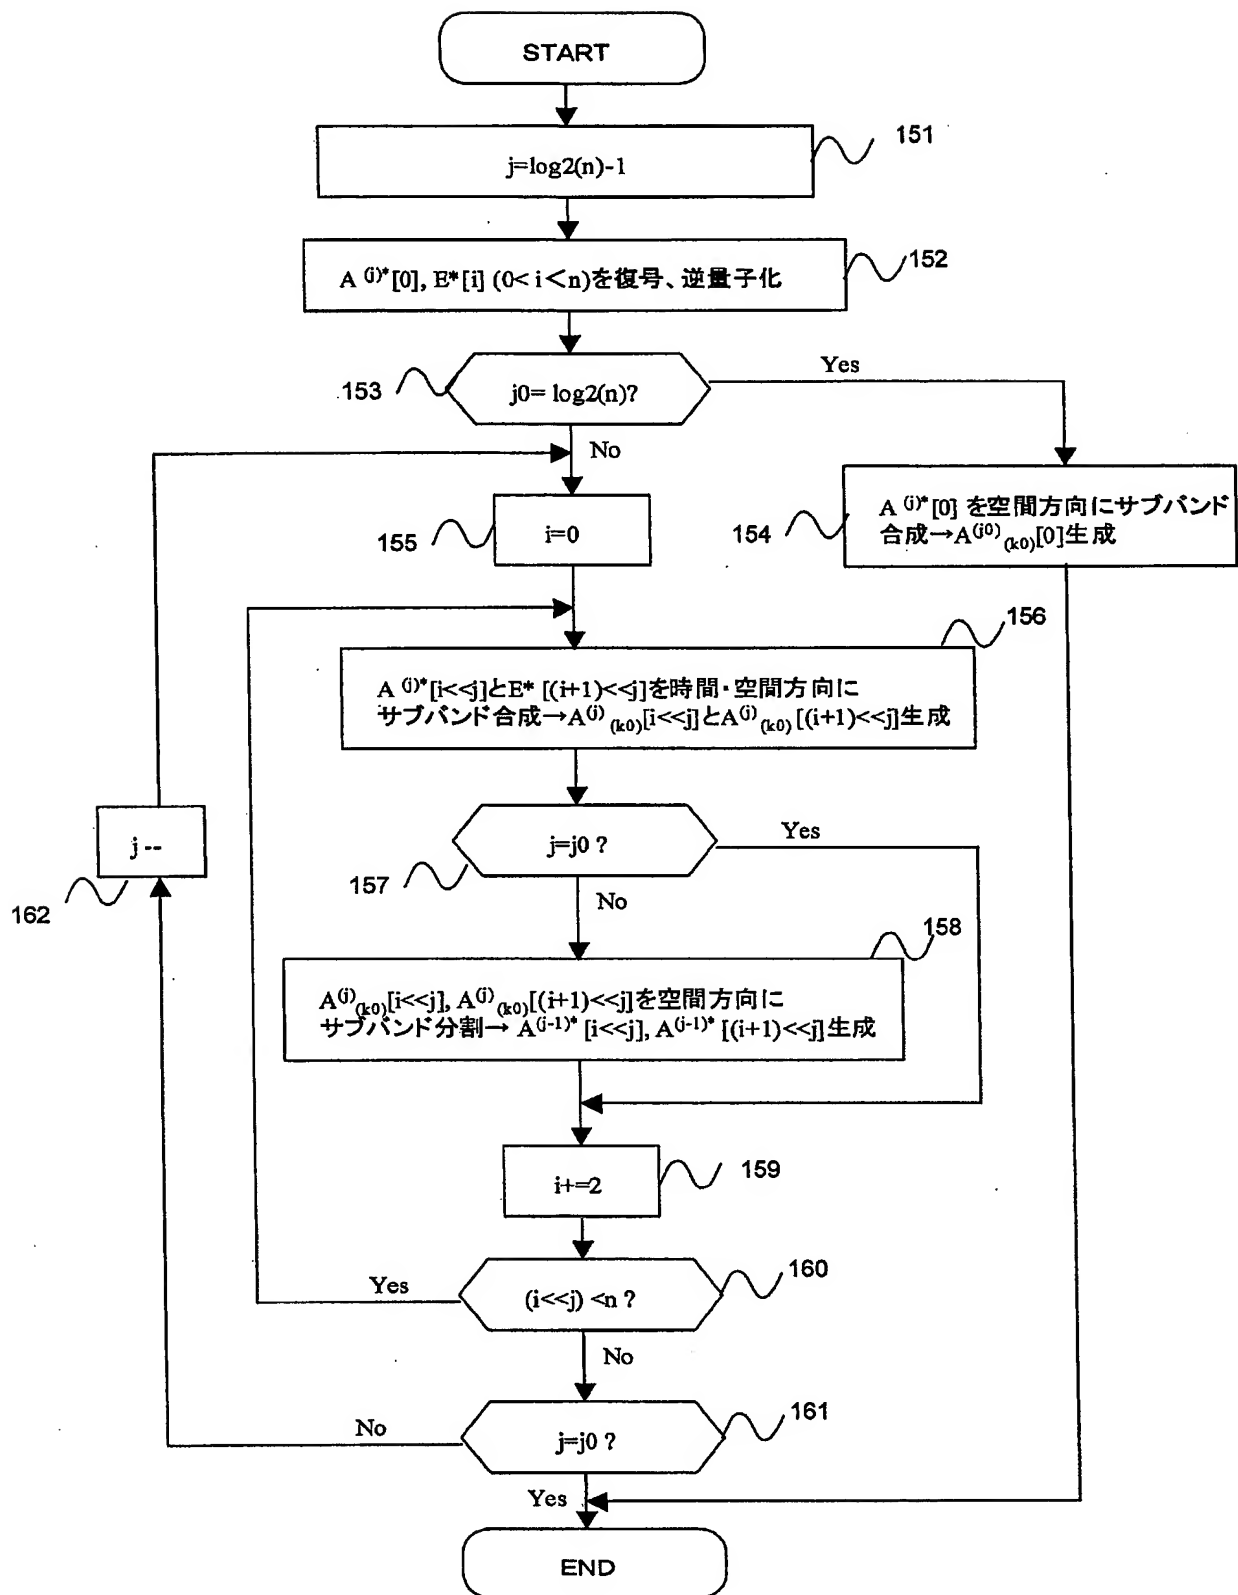 START
151
j=log2(n)-1
152
A(j)*[0], E*[i] (0< i <n)を復号、逆量子化
153
j0= log2(n)?
Yes
No
154
A(j)*[0] を空間方向にサブバンド
合成→A(j0)(k0)[0]生成
155
i=0
156
A(j)*[i<<j]とE* [(i+1)<<j]を時間・空間方向に
サブバンド合成→A(j)(k0)[i<<j]とA(j)(k0) [(i+1)<<j]生成
157
j=j0 ?
Yes
No
j --
162
158
A(j)(k0)[i<<j], A(j)(k0)[(i+1)<<j]を空間方向に
サブバンド分割→ A(j-1)* [i<<j], A(j-1)* [(i+1)<<j]生成
159
i+=2
160
(i<<j) <n ?
Yes
No
161
j=j0 ?
No
Yes
END